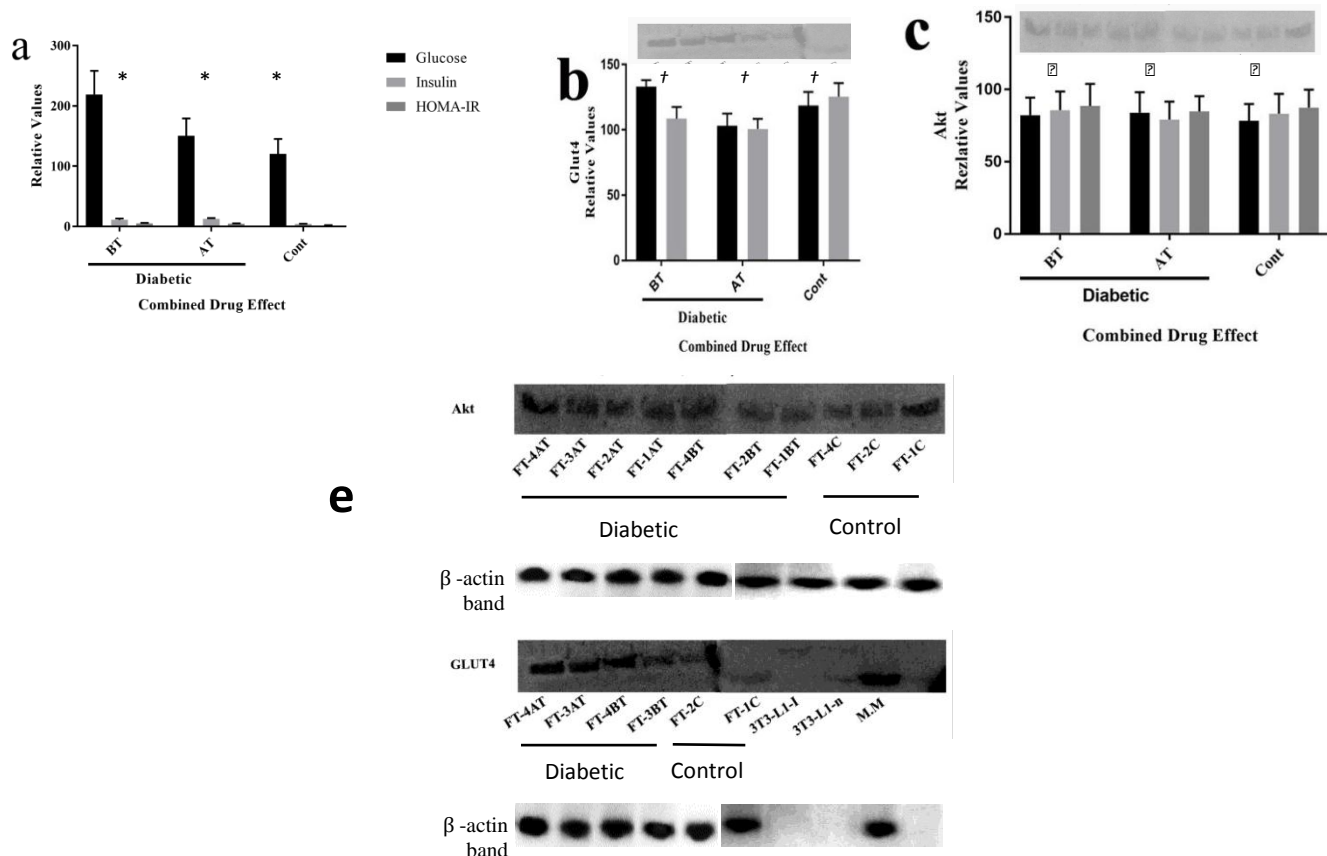 a
300
200
100
0
Relative Values
*
*
*
BT
AT
Cont
Diabetic
Combined Drug Effect
Glucose
Insulin
HOMA-IR
b
150
100
50
0
Glut4
Relative Values
†
†
†
BT
AT
Cont
Diabetic
Combined Drug Effect
c
150
100
50
0
Akt
Rezlative Values
?
?
?
BT
AT
Cont
Diabetic
Combined Drug Effect
e
Akt
FT-4AT
FT-3AT
FT-2AT
FT-1AT
FT-4BT
FT-2BT
FT-1BT
FT-4C
FT-2C
FT-1C
Diabetic
Control
β -actin
band
GLUT4
FT-4AT
FT-3AT
FT-4BT
FT-3BT
FT-2C
FT-1C
3T3-L1-I
3T3-L1-n
M.M
Diabetic
Control
β -actin
band